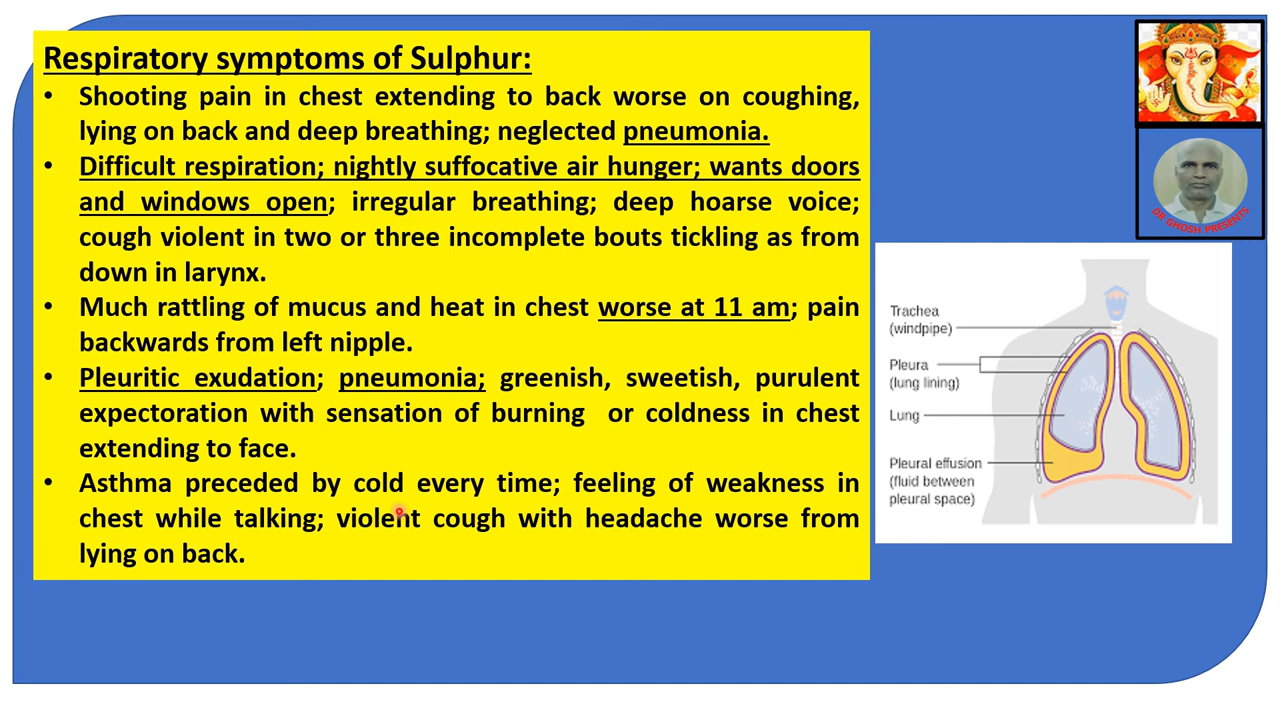 Respiratory symptoms of Sulphur:
• Shooting pain in chest extending to back worse on coughing,
lying on back and deep breathing; neglected pneumonia.
• Difficult respiration; nightly suffocative air hunger; wants doors
and windows open; irregular breathing; deep hoarse voice;
cough violent in two or three incomplete bouts tickling as from
down in larynx.
• Much rattling of mucus and heat in chest worse at 11 am; pain
backwards from left nipple.
• Pleuritic exudation; pneumonia; greenish, sweetish, purulent
expectoration with sensation of burning or coldness in chest
extending to face.
• Asthma preceded by cold every time; feeling of weakness in
chest while talking; violent cough with headache worse from
lying on back.
DR GHOSH PRESENTS
Trachea
(windpipe)
Pleura
(lung lining)
Lung
Pleural effusion
(fluid between
pleural space)